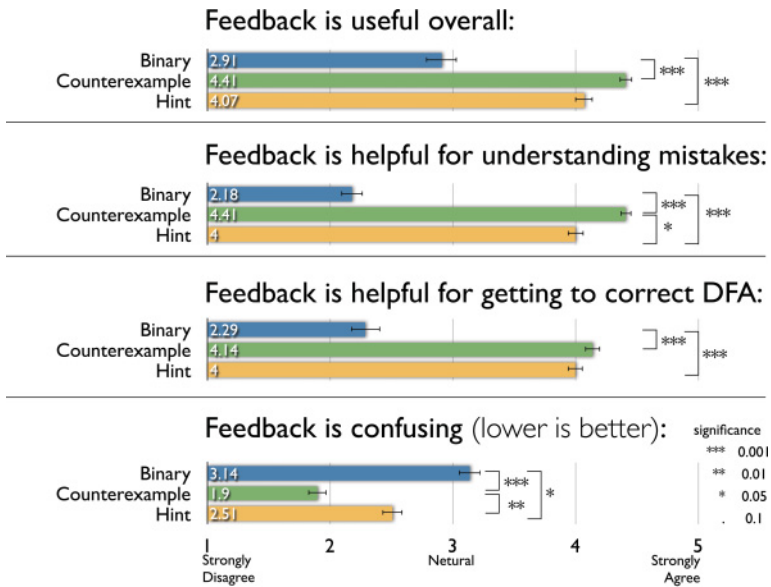 Feedback is useful overall:
Binary 2.91
Counterexample 4.41
Hint 4.07
***
***
Feedback is helpful for understanding mistakes:
Binary 2.18
Counterexample 4.41
Hint 4
***
***
*
Feedback is helpful for getting to correct DFA:
Binary 2.29
Counterexample 4.14
Hint 4
***
***
Feedback is confusing (lower is better):
Binary 3.14
Counterexample 1.9
Hint 2.51
***
*
**
significance
*** 0.001
** 0.01
* 0.05
. 0.1
1 2 3 4 5
Strongly Disagree
Netural
Strongly Agree